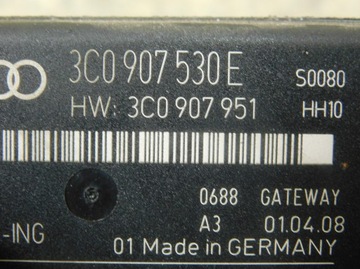 3C0 907 530 E S0080
HW: 3C0 907 951 HH10
0688 GATEWAY
A3 01.04.08
-ING 01 Made in GERMANY